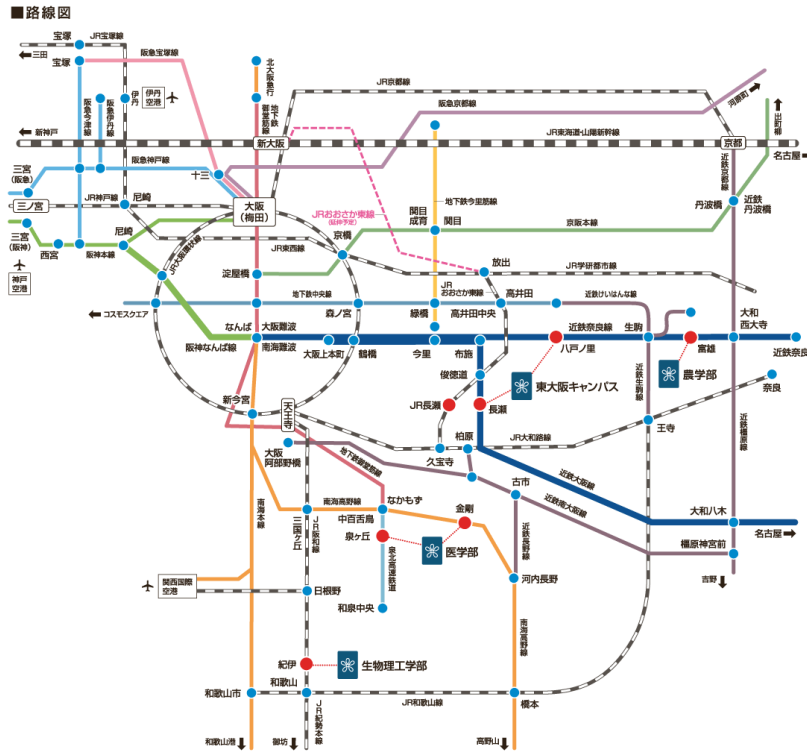 ■路線図
宝塚
JR宝塚線
三田
宝塚
阪急宝塚線
北大阪急行
地下鉄御堂筋線
伊丹
伊丹空港
阪急今津線
阪急伊丹線
JR京都線
阪急京都線
河原町
出町柳
新神戸
新大阪
JR東海道・山陽新幹線
京都
名古屋
三宮(阪急)
阪急神戸線
十三
近鉄京都線
三ノ宮
JR神戸線
尼崎
大阪(梅田)
JRおおさか東線
(延伸予定)
関目成育
関目
地下鉄今里筋線
京阪本線
丹波橋
近鉄丹波橋
三宮(阪神)
西宮
阪神本線
尼崎
JR大阪環状線
JR東西線
京橋
放出
JR学研都市線
神戸空港
淀屋橋
JRおおさか東線
高井田
コスモスクエア
地下鉄中央線
森ノ宮
緑橋
高井田中央
近鉄けいはんな線
大和西大寺
なんば
大阪難波
阪神なんば線
南海難波
大阪上本町
鶴橋
今里
布施
八戸ノ里
近鉄奈良線
生駒
富雄
近鉄奈良
俊徳道
東大阪キャンパス
農学部
JR長瀬
長瀬
近鉄生駒線
奈良
新今宮
天王寺
大阪阿部野橋
地下鉄御堂筋線
久宝寺
柏原
JR大和路線
王寺
近鉄橿原線
南海本線
南海高野線
なかもず
中百舌鳥
三国ヶ丘
JR阪和線
古市
近鉄大阪線
近鉄南大阪線
大和八木
名古屋
橿原神宮前
吉野
金剛
泉ヶ丘
医学部
近鉄長野線
河内長野
泉北高速鉄道
和泉中央
関西国際空港
日根野
紀伊
生物理工学部
南海高野線
和歌山市
和歌山
JR和歌山線
橋本
JR紀勢本線
和歌山港
御坊
高野山